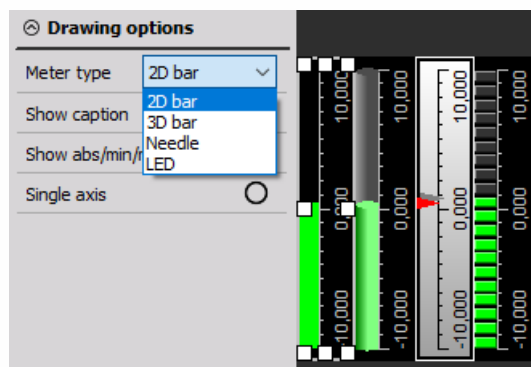 Drawing options
Meter type
2D bar
2D bar
3D bar
Needle
LED
Show caption
Show abs/min/
Single axis
10,000
0,000
-10,000
10,000
0,000
-10,000
10,000
0,000
-10,000
10,000
0,000
-10,000